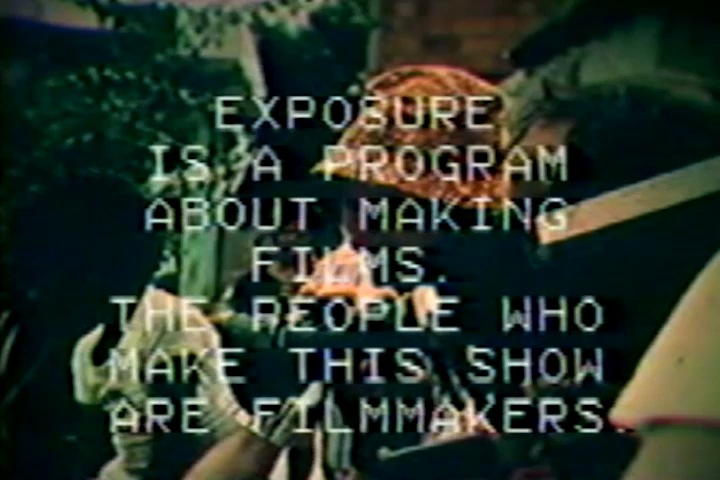 EXPOSURE
IS A PROGRAM
ABOUT MAKING
FILMS.
THE PEOPLE WHO
MAKE THIS SHOW
ARE FILMMAKERS.